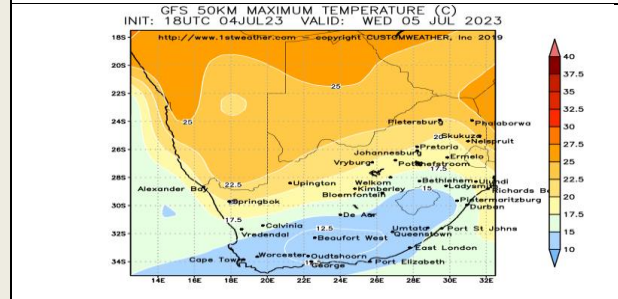 GFS 50KM MAXIMUM TEMPERATURE (C)
INIT: 18UTC 04JUL23 VALID: WED 05 JUL 2023
http://www.1stweather.com — copyright CUSTOMWEATHER, Inc 2019
18S
20S
22S
24S
26S
28S
30S
32S
34S
14E 16E 18E 20E 22E 24E 26E 28E 30E 32E
40
37.5
35
32.5
30
27.5
25
22.5
20
17.5
15
10
25
25
Pietersburg
Phalaborwa
20
Skukuza
Nelspruit
Pretoria
Johannesburg
Ermelo
Vryburg
Potchefstroom
17.5
Alexander Bay
22.5
Upington
Welkom
Kimberley
Bethlehem
Ulundi
15
Ladysmith
Richards B
Bloemfontein
Springbok
Pietermaritzburg
Durban
17.5
De Aar
Calvinia
Vredendal
12.5
Beaufort West
Umtata
Queenstown
Port St Johns
East London
Cape Town
Worcester
Oudtshoorn
George
Port Elizabeth